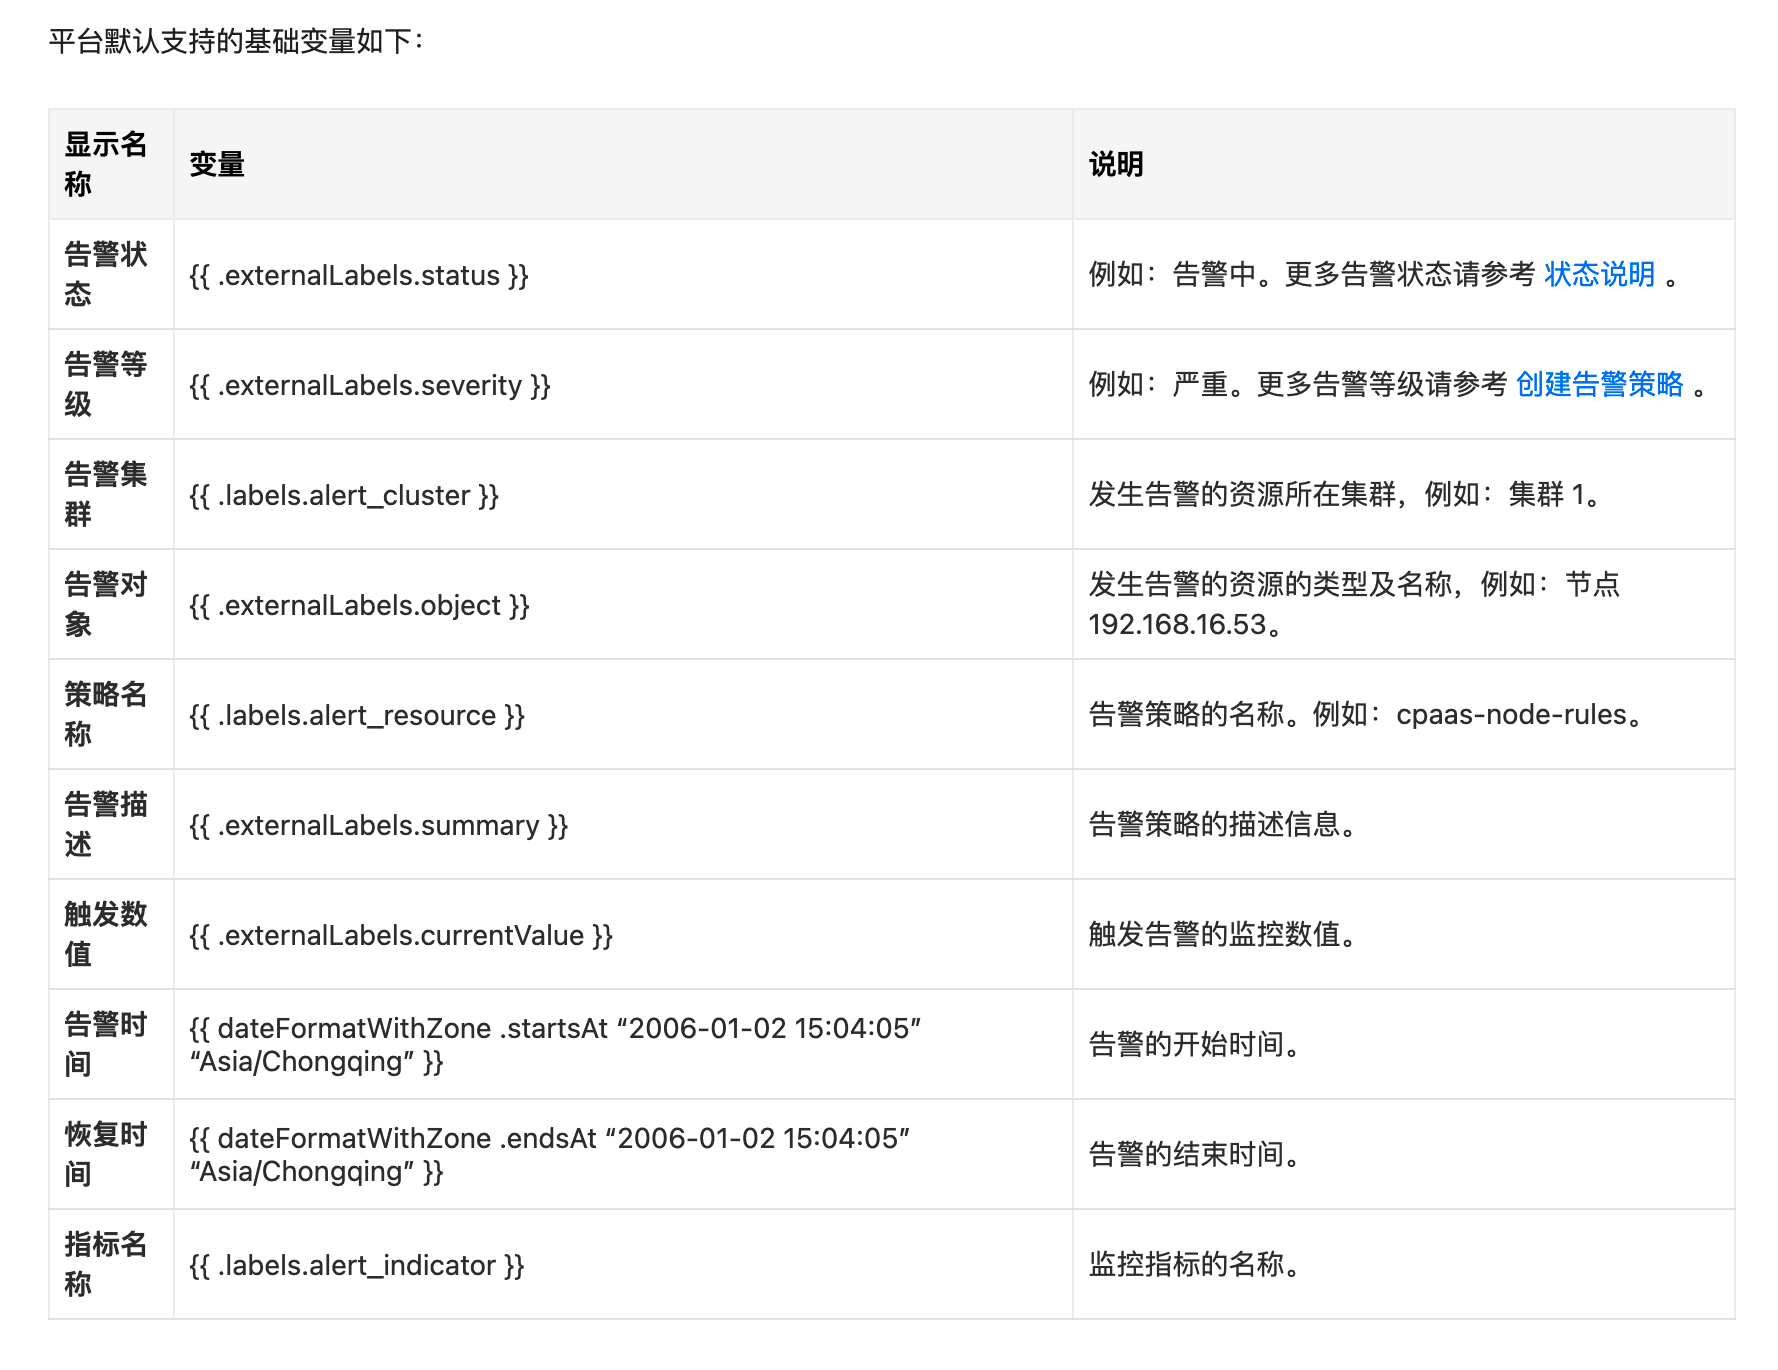 平台默认支持的基础变量如下：
显示名
称
变量
说明
告警状
态
{{ .externalLabels.status }}
例如：告警中。更多告警状态请参考 状态说明 。
告警等
级
{{ .externalLabels.severity }}
例如：严重。更多告警等级请参考 创建告警策略 。
告警集
群
{{ .labels.alert_cluster }}
发生告警的资源所在集群，例如：集群 1。
告警对
象
{{ .externalLabels.object }}
发生告警的资源的类型及名称，例如：节点
192.168.16.53。
策略名
称
{{ .labels.alert_resource }}
告警策略的名称。例如：cpaas-node-rules。
告警描
述
{{ .externalLabels.summary }}
告警策略的描述信息。
触发数
值
{{ .externalLabels.currentValue }}
触发告警的监控数值。
告警时
间
{{ dateFormatWithZone .startsAt “2006-01-02 15:04:05”
“Asia/Chongqing” }}
告警的开始时间。
恢复时
间
{{ dateFormatWithZone .endsAt “2006-01-02 15:04:05”
“Asia/Chongqing” }}
告警的结束时间。
指标名
称
{{ .labels.alert_indicator }}
监控指标的名称。